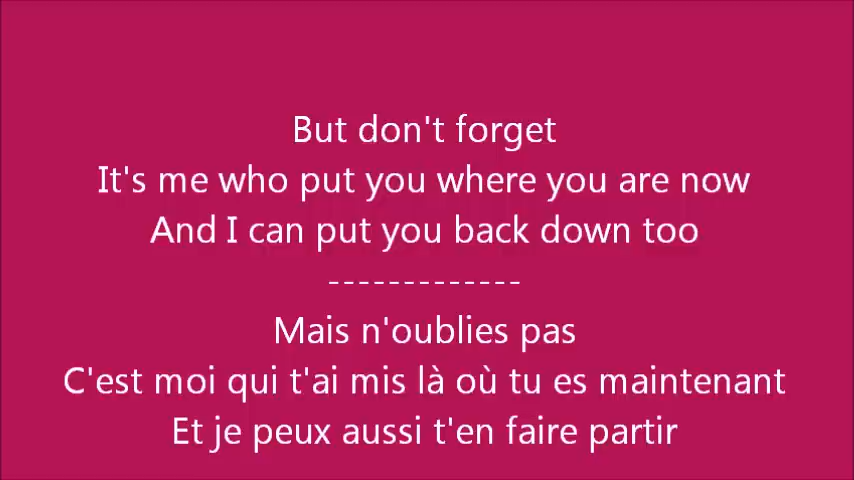 But don't forget
It's me who put you where you are now
And I can put you back down too
-------------
Mais n'oublies pas
C'est moi qui t'ai mis là où tu es maintenant
Et je peux aussi t'en faire partir